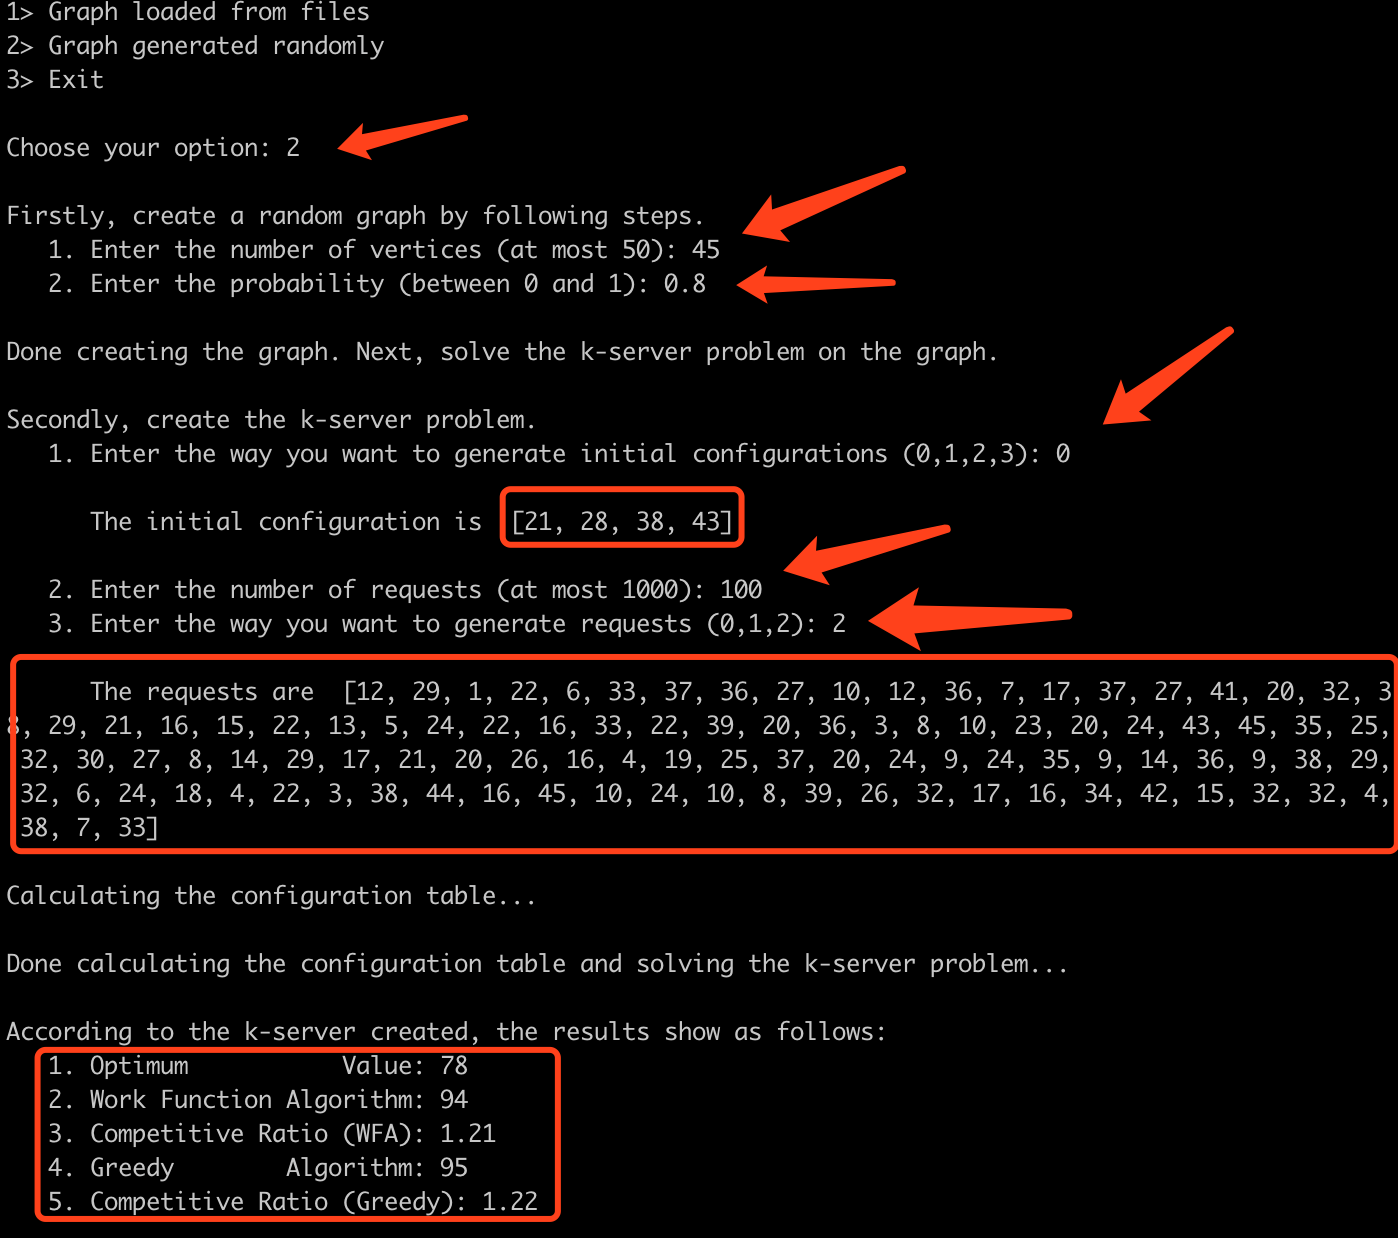 1> Graph loaded from files
2> Graph generated randomly
3> Exit
Choose your option: 2
Firstly, create a random graph by following steps.
1. Enter the number of vertices (at most 50): 45
2. Enter the probability (between 0 and 1): 0.8
Done creating the graph. Next, solve the k-server problem on the graph.
Secondly, create the k-server problem.
1. Enter the way you want to generate initial configurations (0,1,2,3): 0
The initial configuration is [21, 28, 38, 43]
2. Enter the number of requests (at most 1000): 100
3. Enter the way you want to generate requests (0,1,2): 2
The requests are [12, 29, 1, 22, 6, 33, 37, 36, 27, 10, 12, 36, 7, 17, 37, 27, 41, 20, 32, 3
8, 29, 21, 16, 15, 22, 13, 5, 24, 22, 16, 33, 22, 39, 20, 36, 3, 8, 10, 23, 20, 24, 43, 45, 35, 25,
32, 30, 27, 8, 14, 29, 17, 21, 20, 26, 16, 4, 19, 25, 37, 20, 24, 9, 24, 35, 9, 14, 36, 9, 38, 29,
32, 6, 24, 18, 4, 22, 3, 38, 44, 16, 45, 10, 24, 10, 8, 39, 26, 32, 17, 16, 34, 42, 15, 32, 32, 4,
38, 7, 33]
Calculating the configuration table...
Done calculating the configuration table and solving the k-server problem...
According to the k-server created, the results show as follows:
1. Optimum Value: 78
2. Work Function Algorithm: 94
3. Competitive Ratio (WFA): 1.21
4. Greedy Algorithm: 95
5. Competitive Ratio (Greedy): 1.22